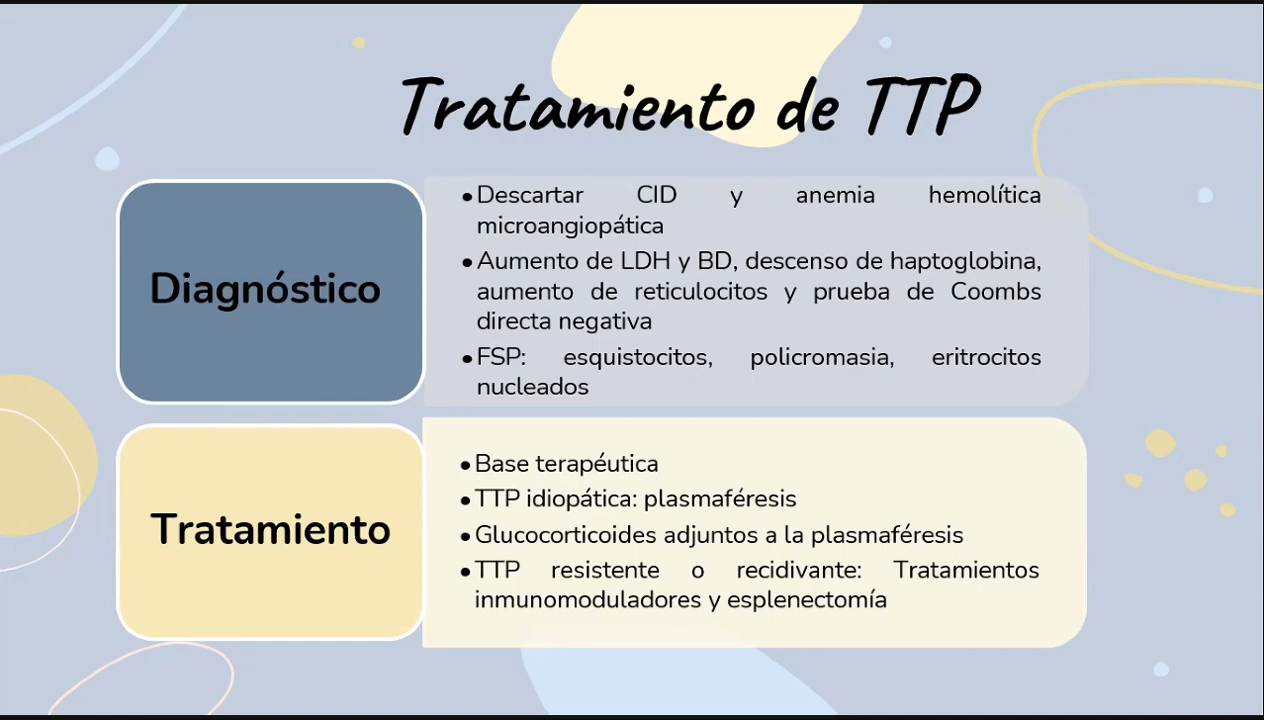 Tratamiento de TTP
Diagnóstico
•Descartar CID y anemia hemolítica
microangiopática
•Aumento de LDH y BD, descenso de haptoglobina,
aumento de reticulocitos y prueba de Coombs
directa negativa
•FSP: esquistocitos, policromasia, eritrocitos
nucleados
Tratamiento
•Base terapéutica
•TTP idiopática: plasmaféresis
•Glucocorticoides adjuntos a la plasmaféresis
•TTP resistente o recidivante: Tratamientos
inmunomoduladores y esplenectomía